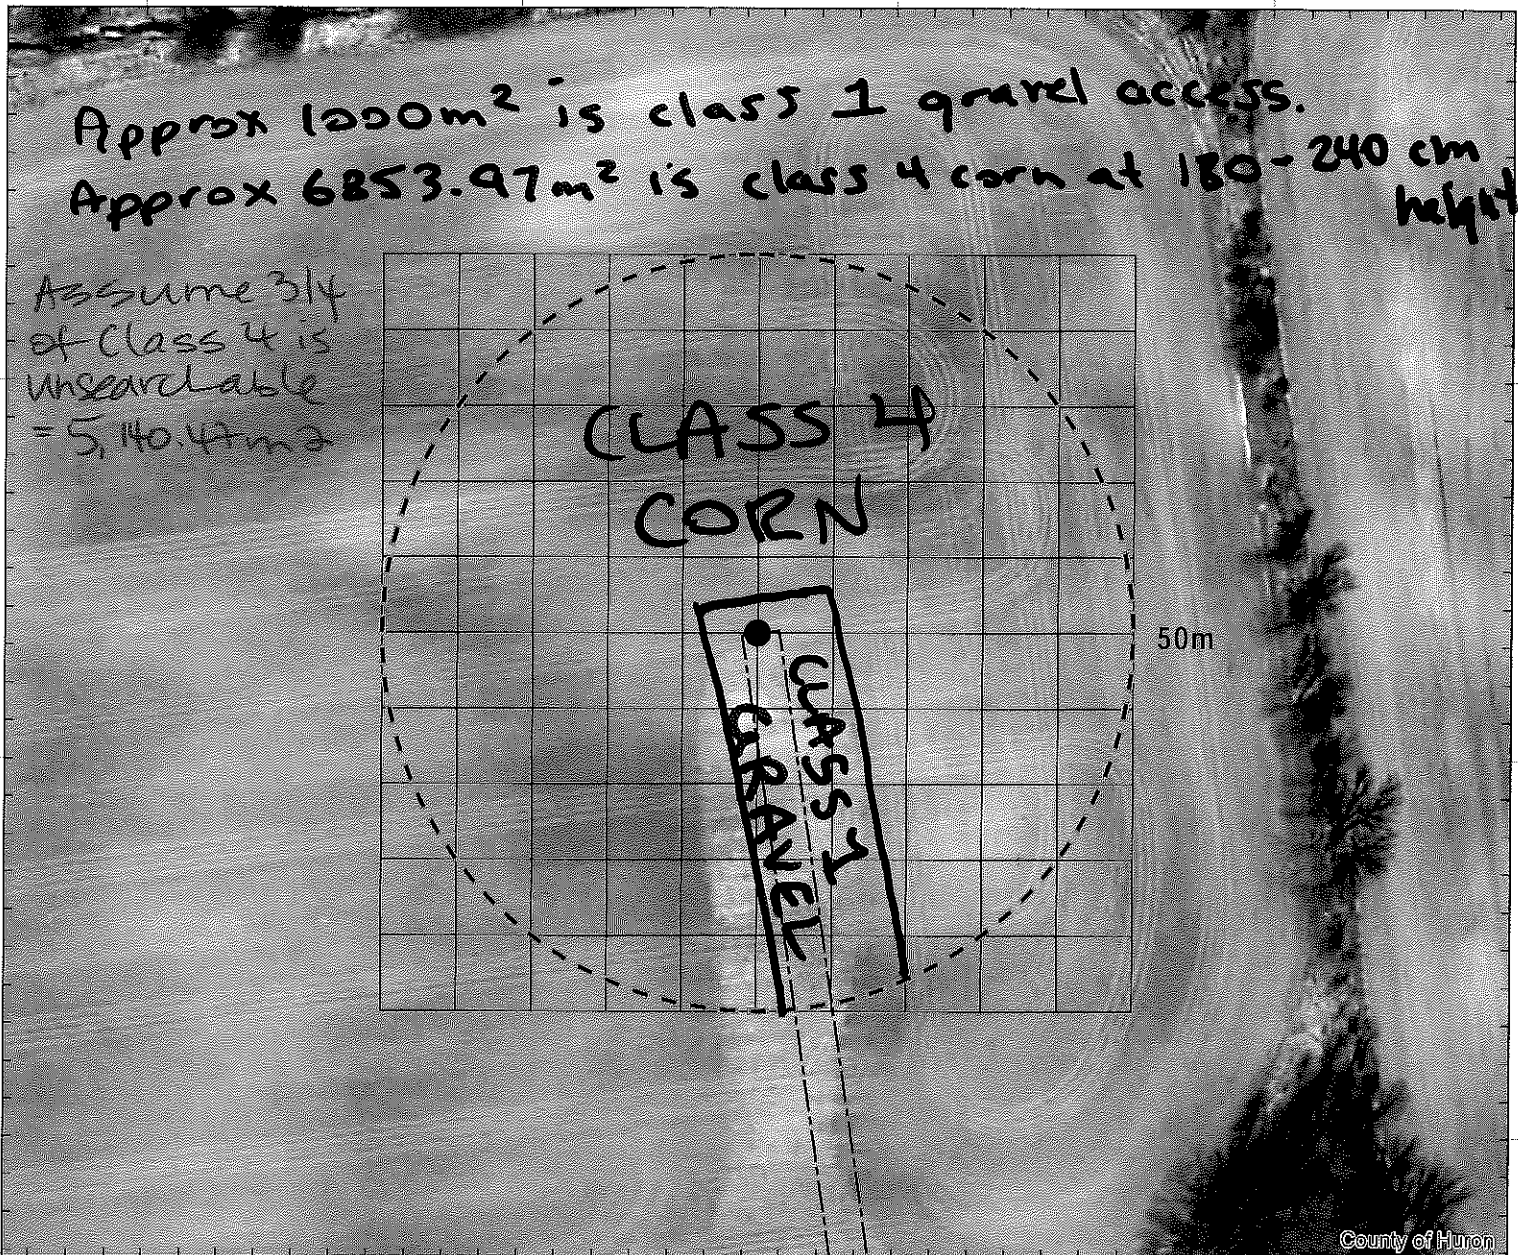 Approx 1000m² is class 1 gravel access.
Approx 6853.97m² is class 4 corn at 180-240 cm
height
Assume 3/4
of Class 4 is
unsearchable
= 5,140.47m2
CLASS 4
CORN
50m
CLASS 1
GRAVEL
County of Huron